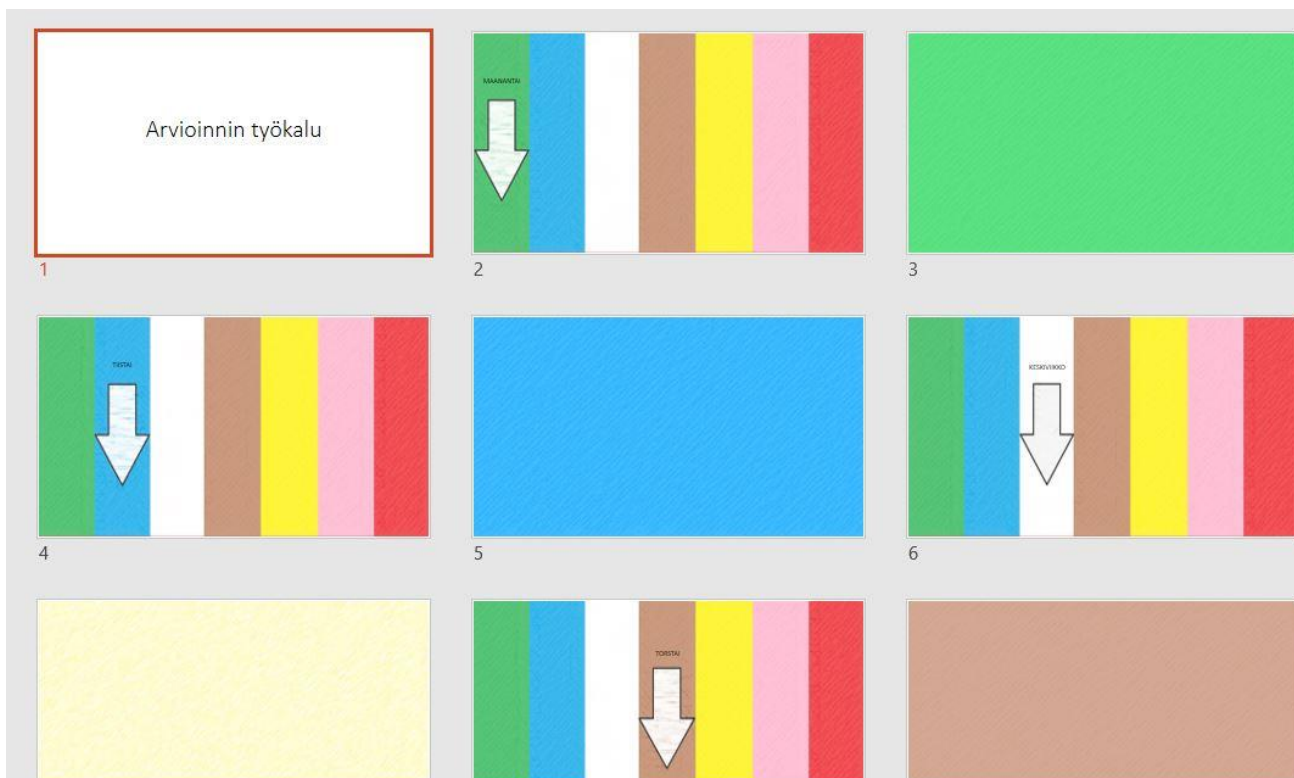 Arvioinnin työkalu
MAANANTAI
1
2
3
TIISTAI
KESKIVIIKKO
4
5
6
TORSTAI